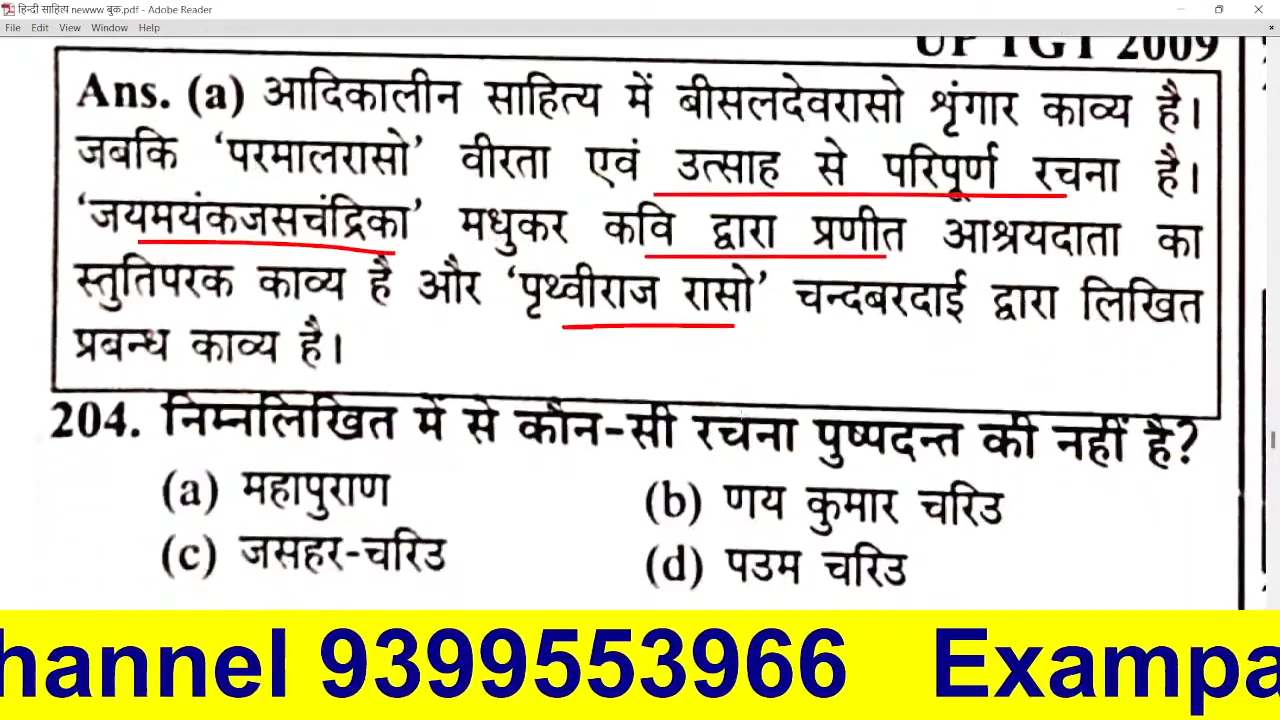 हिन्दी साहित्य newww बुक.pdf - Adobe Reader
File Edit View Window Help
UP TGT 2009
Ans. (a) आदिकालीन साहित्य में बीसलदेवरासो शृंगार काव्य है।
जबकि ‘परमालरासो’ वीरता एवं उत्साह से परिपूर्ण रचना है।
‘जयमयंकजसचंद्रिका’ मधुकर कवि द्वारा प्रणीत आश्रयदाता का
स्तुतिपरक काव्य है और ‘पृथ्वीराज रासो’ चन्दबरदाई द्वारा लिखित
प्रबन्ध काव्य है।
204. निम्नलिखित में से कौन-सी रचना पुष्पदन्त की नहीं है?
(a) महापुराण (b) णय कुमार चरिउ
(c) जसहर-चरिउ (d) पउम चरिउ
hannel 9399553966 Exampa